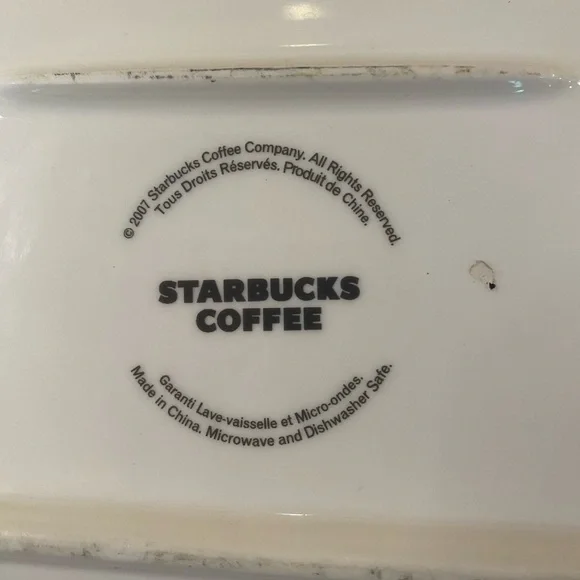 © 2007 Starbucks Coffee Company. All Rights Reserved.
Tous Droits Réservés. Produit de Chine.
STARBUCKS
COFFEE
Garanti Lave-vaisselle et Micro-ondes.
Made in China. Microwave and Dishwasher Safe.